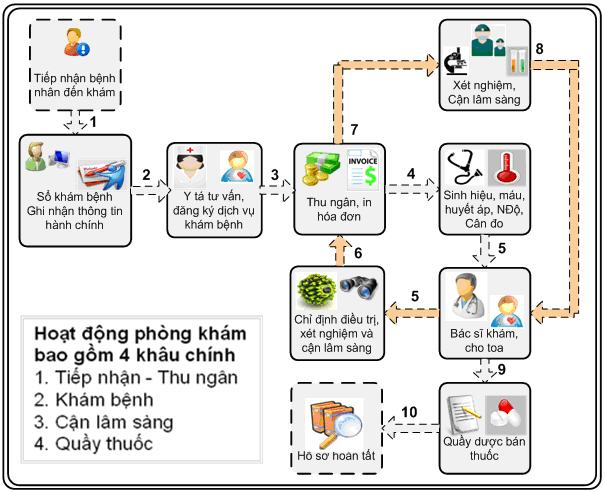 Tiếp nhận bệnh
nhân đến khám
1
Sổ khám bệnh
Ghi nhận thông tin
hành chính
2
Y tá tư vấn,
đăng ký dịch vụ
khám bệnh
3
INVOICE
$
Thu ngân, in
hóa đơn
4
Sinh hiệu, máu,
huyết áp, NĐộ,
Cân đo
5
Bác sĩ khám,
cho toa
5
Chỉ định điều trị,
xét nghiệm và
cận lâm sàng
6
7
Xét nghiệm,
Cận lâm sàng
8
9
Quầy dược bán
thuốc
10
Hồ sơ hoàn tất
Hoạt động phòng khám
bao gồm 4 khâu chính
1. Tiếp nhận - Thu ngân
2. Khám bệnh
3. Cận lâm sàng
4. Quầy thuốc